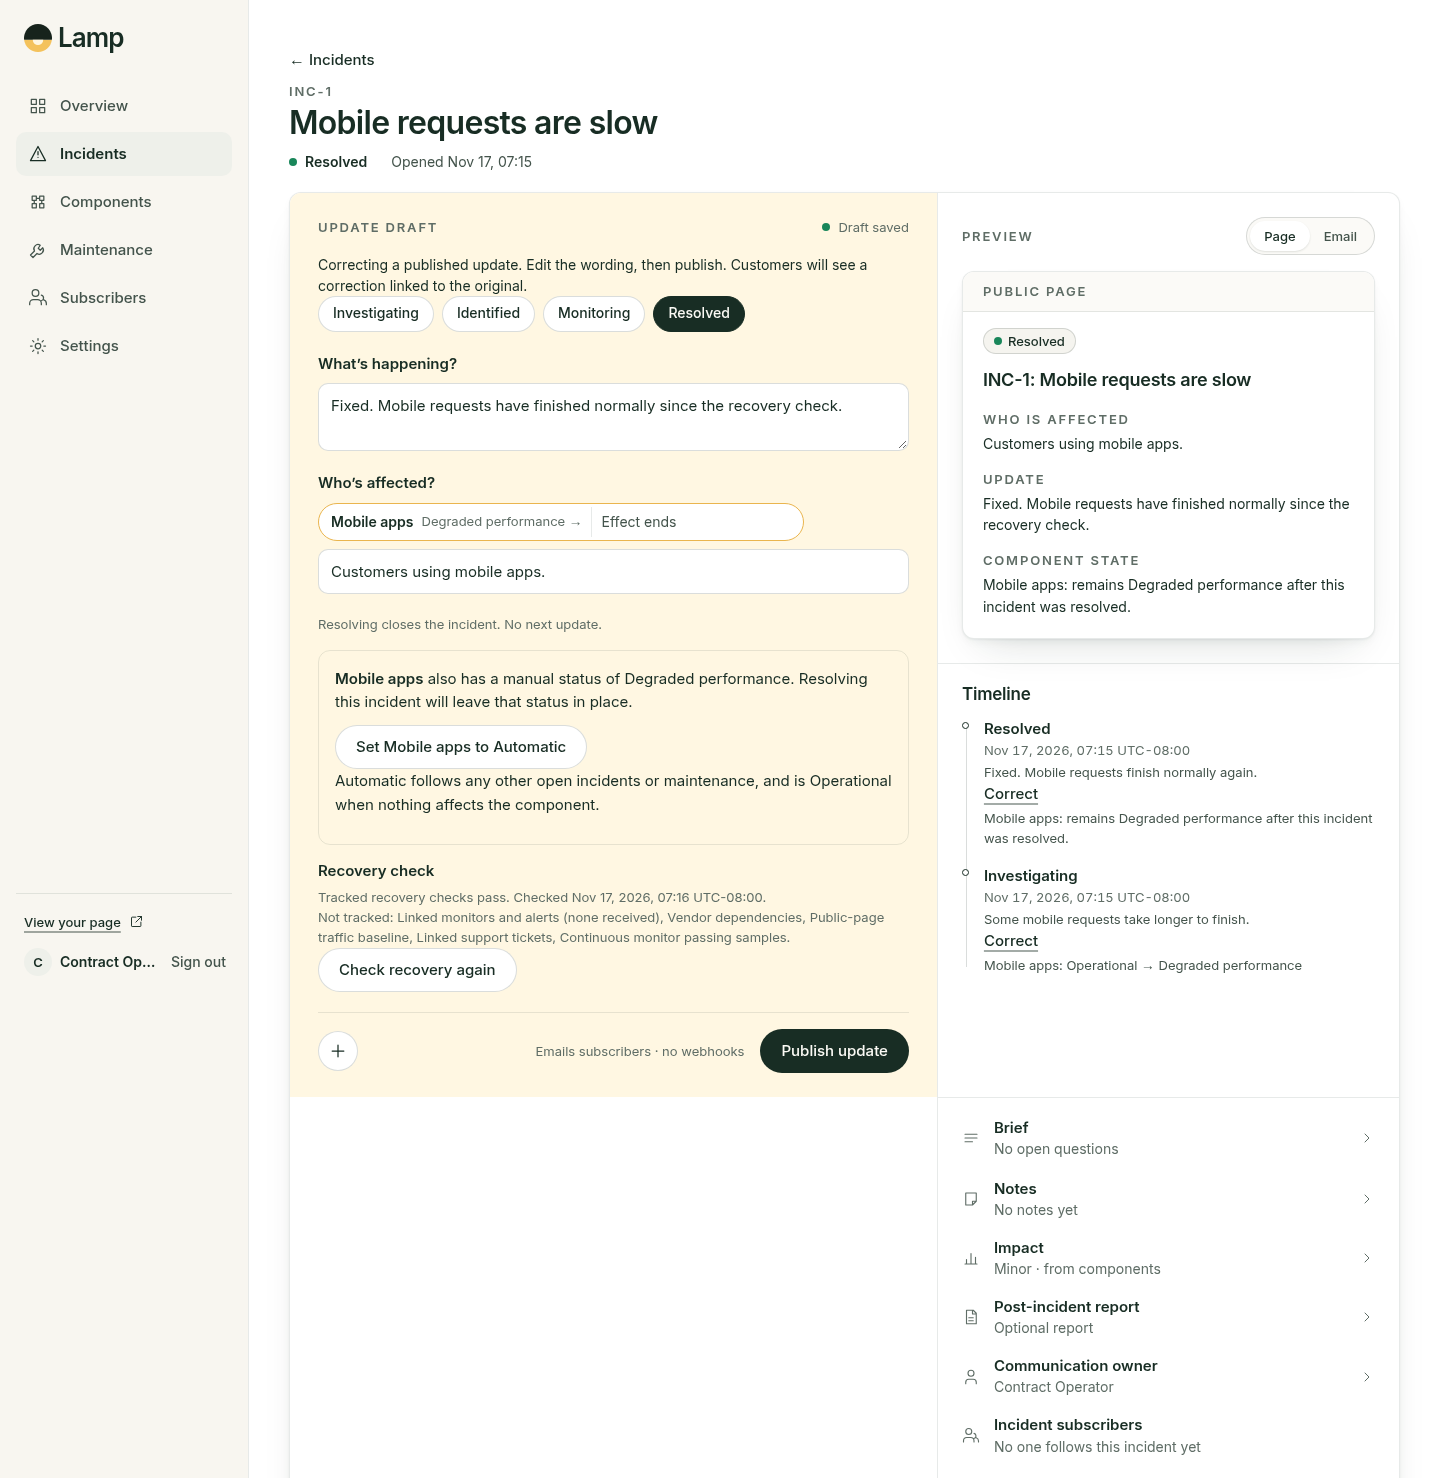 Lamp
Overview
Incidents
Components
Maintenance
Subscribers
Settings
View your page
C
Contract Op...
Sign out
← Incidents
INC-1
Mobile requests are slow
Resolved
Opened Nov 17, 07:15
UPDATE DRAFT
Draft saved
Correcting a published update. Edit the wording, then publish. Customers will see a
correction linked to the original.
Investigating
Identified
Monitoring
Resolved
What's happening?
Fixed. Mobile requests have finished normally since the recovery check.
Who's affected?
Mobile apps Degraded performance → Effect ends
Customers using mobile apps.
Resolving closes the incident. No next update.
Mobile apps also has a manual status of Degraded performance. Resolving
this incident will leave that status in place.
Set Mobile apps to Automatic
Automatic follows any other open incidents or maintenance, and is Operational
when nothing affects the component.
Recovery check
Tracked recovery checks pass. Checked Nov 17, 2026, 07:16 UTC-08:00.
Not tracked: Linked monitors and alerts (none received), Vendor dependencies, Public-page
traffic baseline, Linked support tickets, Continuous monitor passing samples.
Check recovery again
Emails subscribers · no webhooks
Publish update
PREVIEW
Page
Email
PUBLIC PAGE
Resolved
INC-1: Mobile requests are slow
WHO IS AFFECTED
Customers using mobile apps.
UPDATE
Fixed. Mobile requests have finished normally since the
recovery check.
COMPONENT STATE
Mobile apps: remains Degraded performance after this
incident was resolved.
Timeline
Resolved
Nov 17, 2026, 07:15 UTC-08:00
Fixed. Mobile requests finish normally again.
Correct
Mobile apps: remains Degraded performance after this incident
was resolved.
Investigating
Nov 17, 2026, 07:15 UTC-08:00
Some mobile requests take longer to finish.
Correct
Mobile apps: Operational → Degraded performance
Brief
No open questions
Notes
No notes yet
Impact
Minor · from components
Post-incident report
Optional report
Communication owner
Contract Operator
Incident subscribers
No one follows this incident yet